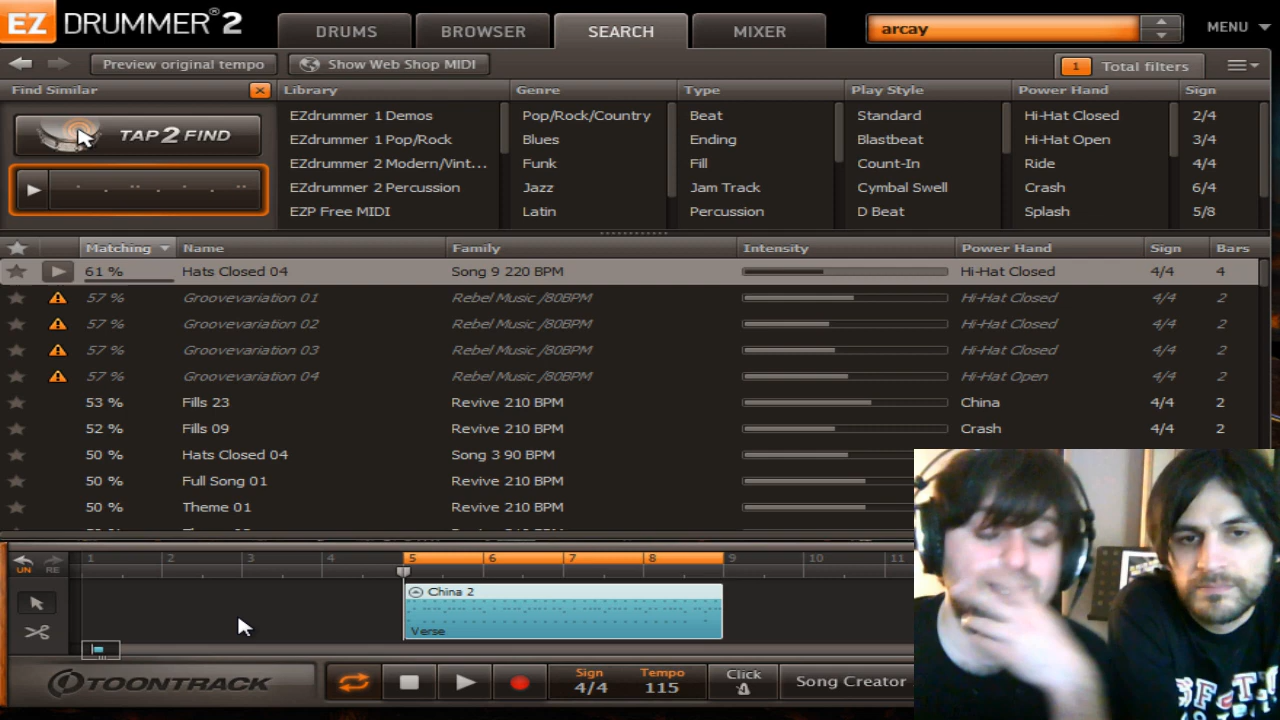 EZ DRUMMER® 2 DRUMS BROWSER SEARCH MIXER arcay MENU
Preview original tempo Show Web Shop MIDI 1 Total filters
Find Similar Library Genre Type Play Style Power Hand Sign
TAP2FIND
EZdrummer 1 Demos Pop/Rock/Country Beat Standard Hi-Hat Closed 2/4
EZdrummer 1 Pop/Rock Blues Ending Blastbeat Hi-Hat Open 3/4
EZdrummer 2 Modern/Vint... Funk Fill Count-In Ride 4/4
EZdrummer 2 Percussion Jazz Jam Track Cymbal Swell Crash 6/4
EZP Free MIDI Latin Percussion D Beat Splash 5/8
Matching Name Family Intensity Power Hand Sign Bars
61 % Hats Closed 04 Song 9 220 BPM Hi-Hat Closed 4/4 4
57 % Groovevariation 01 Rebel Music /80BPM Hi-Hat Closed 4/4 2
57 % Groovevariation 02 Rebel Music /80BPM Hi-Hat Closed 4/4 2
57 % Groovevariation 03 Rebel Music /80BPM Hi-Hat Closed 4/4 2
57 % Groovevariation 04 Rebel Music /80BPM Hi-Hat Open 4/4 2
53 % Fills 23 Revive 210 BPM China 4/4 2
52 % Fills 09 Revive 210 BPM Crash 4/4 2
50 % Hats Closed 04 Song 3 90 BPM
50 % Full Song 01 Revive 210 BPM
50 % Theme 01 Revive 210 BPM
1 2 3 4 5 6 7 8 9 10 11
UN RE
China 2
Verse
TOONTRACK Sign 4/4 Tempo 115 Click Song Creator